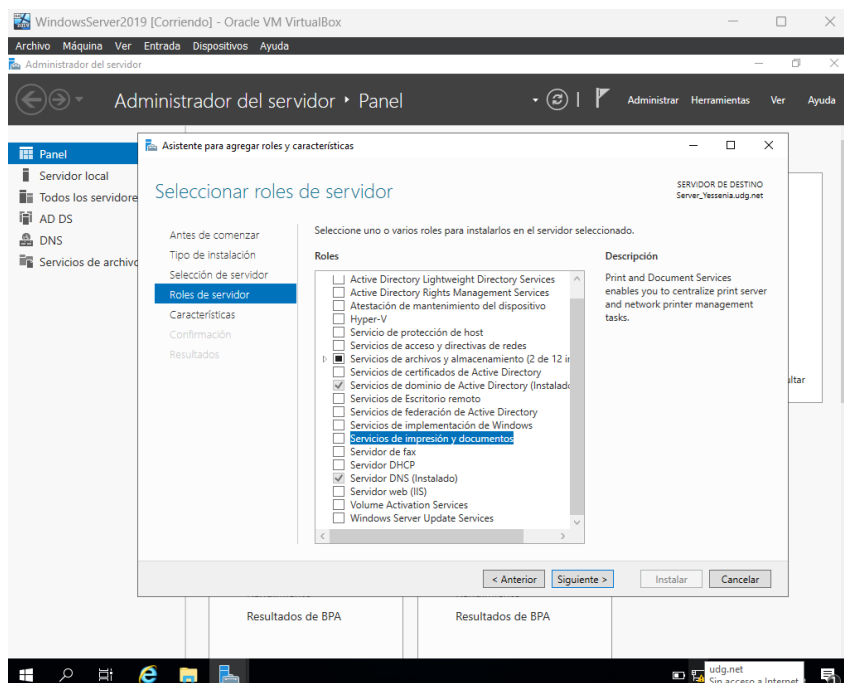 WindowsServer2019 [Corriendo] - Oracle VM VirtualBox
Archivo Máquina Ver Entrada Dispositivos Ayuda
Administrador del servidor
Administrador del servidor • Panel
Administrar Herramientas Ver Ayuda
Panel
Servidor local
Todos los servidore
AD DS
DNS
Servicios de archivo
Asistente para agregar roles y características
Seleccionar roles de servidor
SERVIDOR DE DESTINO
Server_Yessenia.udg.net
Antes de comenzar
Tipo de instalación
Selección de servidor
Roles de servidor
Características
Confirmación
Resultados
Seleccione uno o varios roles para instalarlos en el servidor seleccionado.
Roles
Active Directory Lightweight Directory Services
Active Directory Rights Management Services
Atestación de mantenimiento del dispositivo
Hyper-V
Servicio de protección de host
Servicios de acceso y directivas de redes
Servicios de archivos y almacenamiento (2 de 12 in
Servicios de certificados de Active Directory
Servicios de dominio de Active Directory (Instalado
Servicios de Escritorio remoto
Servicios de federación de Active Directory
Servicios de implementación de Windows
Servicios de impresión y documentos
Servidor de fax
Servidor DHCP
Servidor DNS (Instalado)
Servidor web (IIS)
Volume Activation Services
Windows Server Update Services
Descripción
Print and Document Services
enables you to centralize print server
and network printer management
tasks.
ultar
< Anterior Siguiente > Instalar Cancelar
Resultados de BPA Resultados de BPA
udg.net
Sin acceso a Internet